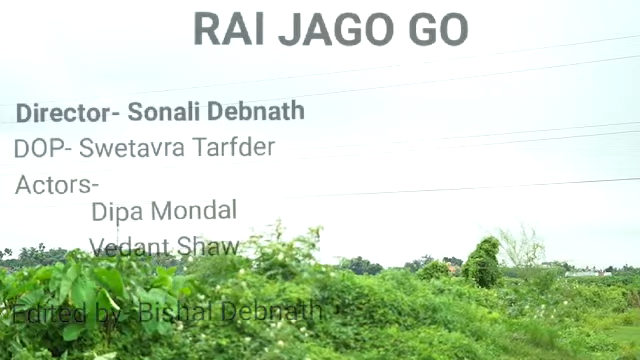 RAI JAGO GO
Director- Sonali Debnath
DOP- Swetavra Tarfder
Actors-
Dipa Mondal
Vedant Shaw
Edited by- Bishal Debnath